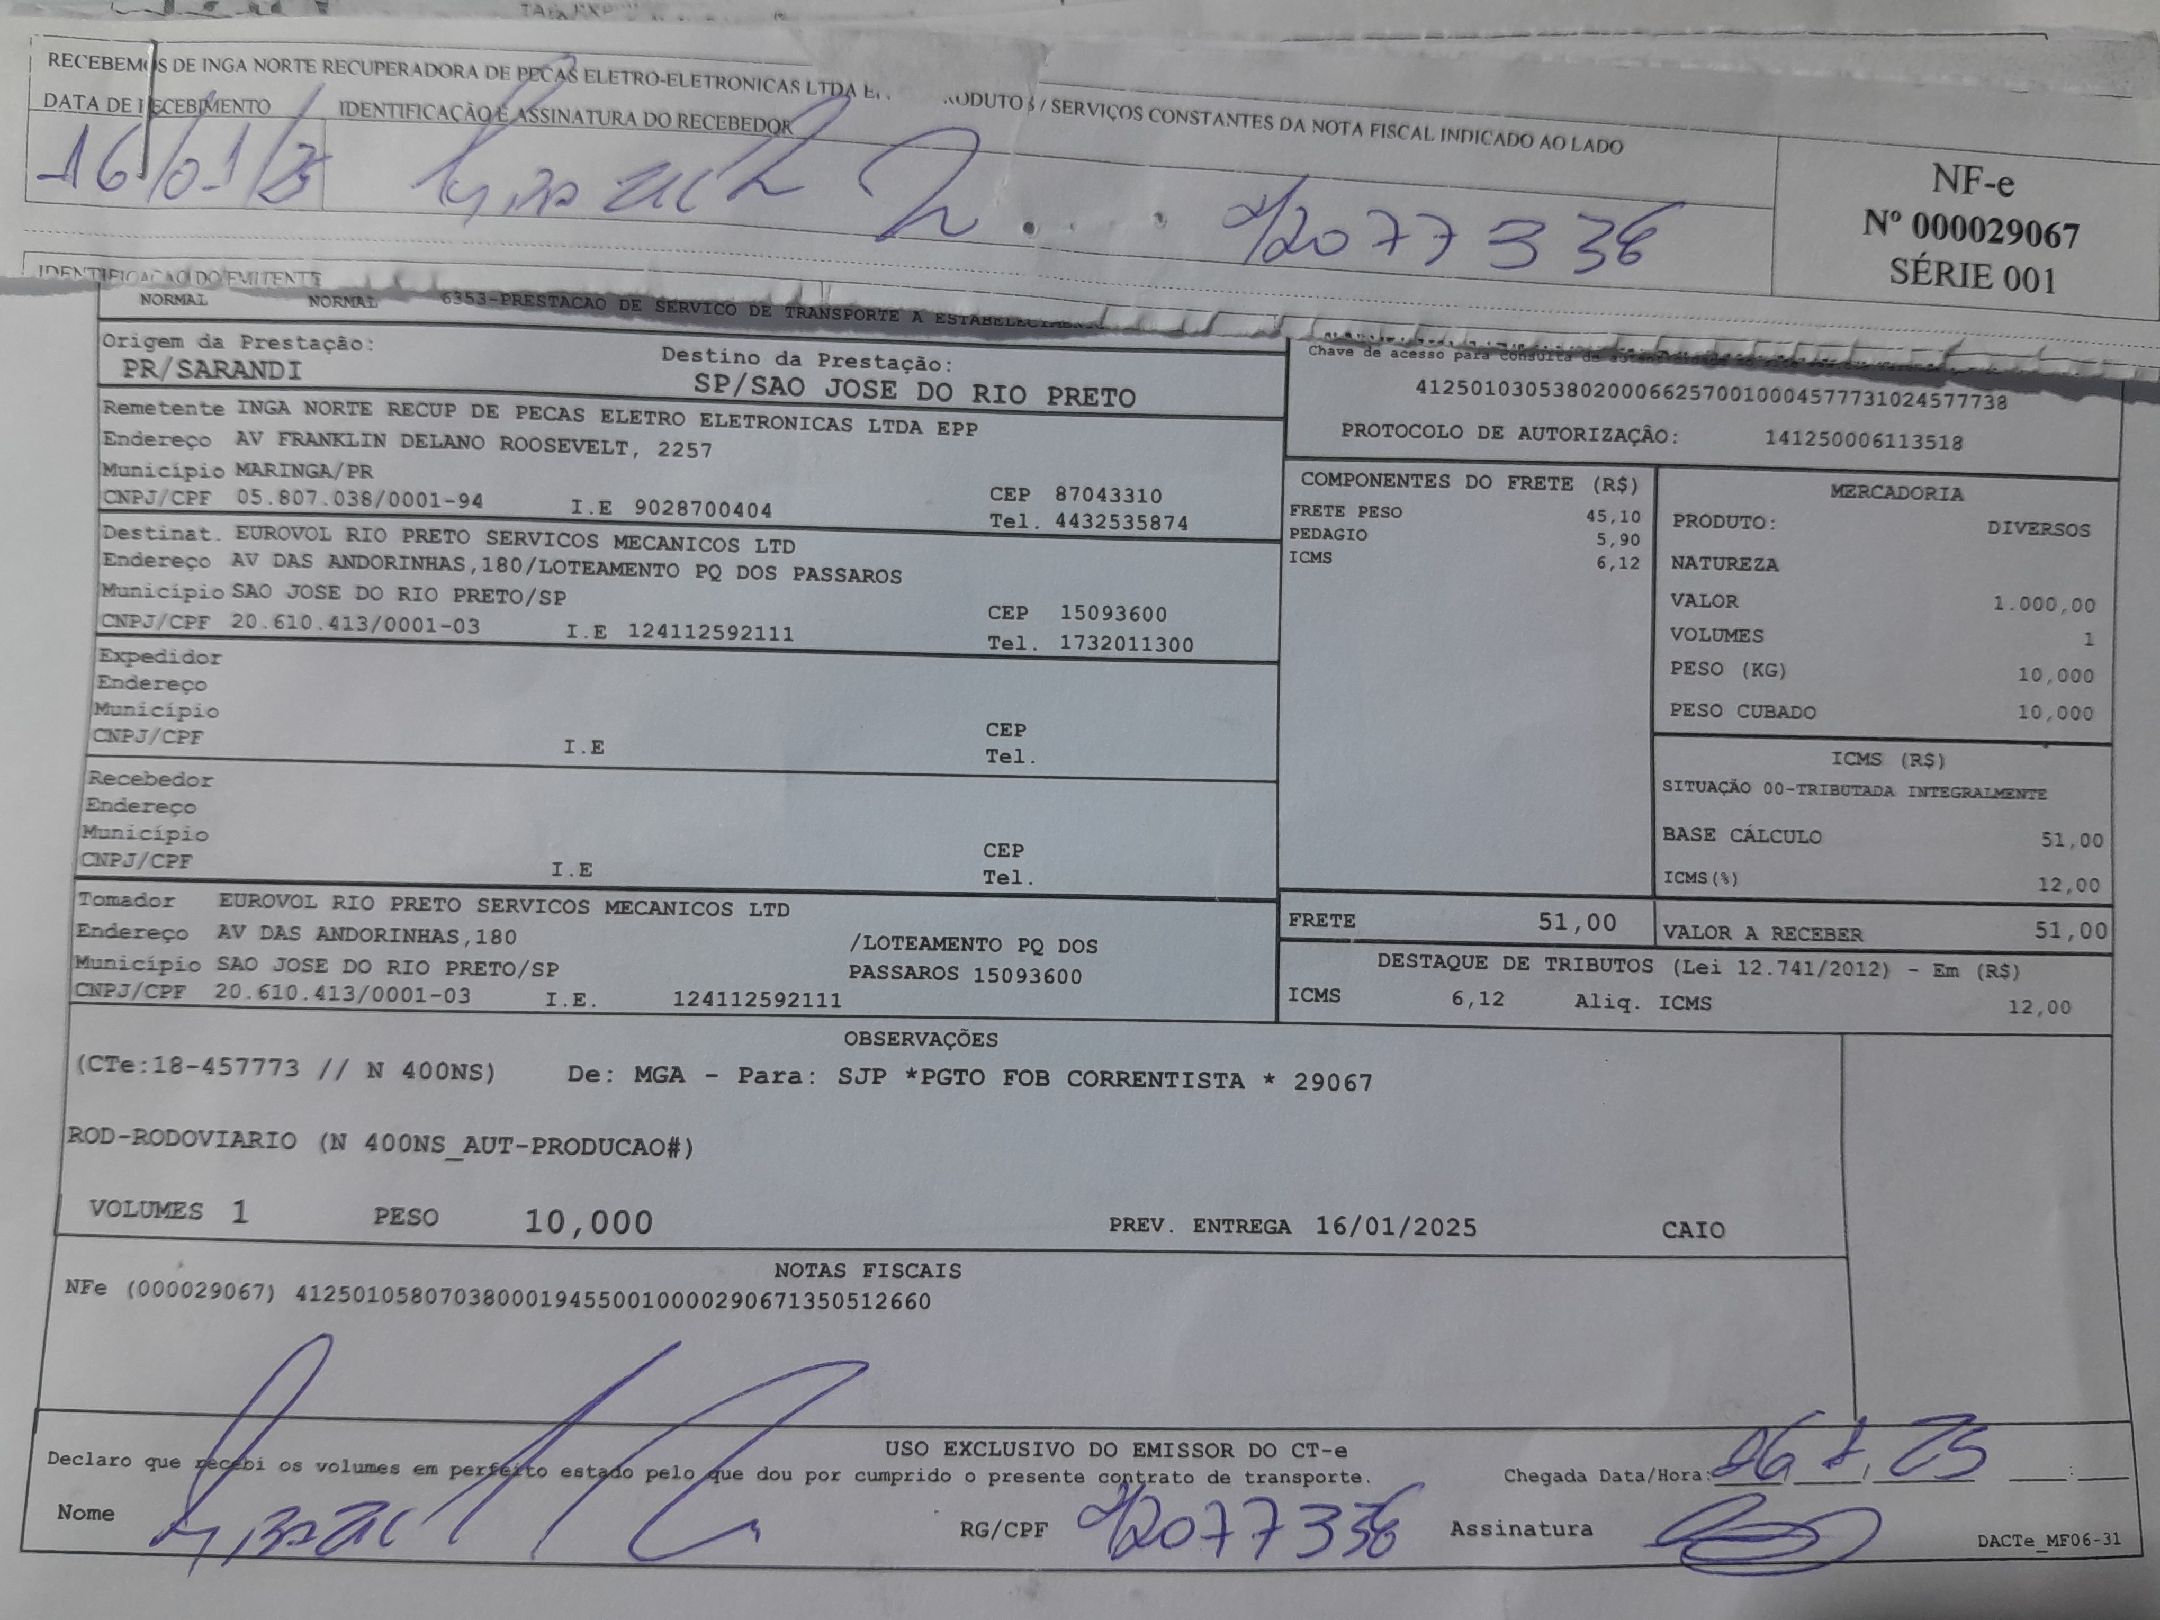 RECEBEMOS DE INGA NORTE RECUPERADORA DE PECAS ELETRO-ELETRONICAS LTDA E RODUTOS / SERVIÇOS CONSTANTES DA NOTA FISCAL INDICADO AO LADO
DATA DE RECEBIMENTO IDENTIFICAÇÃO E ASSINATURA DO RECEBEDOR
16/01/25 42077336
NF-e
Nº 000029067
SÉRIE 001
IDENTIFICAÇAO DO EMITENTE
NORMAL NORMAL 6353-PRESTACAO DE SERVICO DE TRANSPORTE A
Origem da Prestação: Destino da Prestação:
PR/SARANDI SP/SAO JOSE DO RIO PRETO
Chave de acesso para consulta de
41250103053802000662570010004577731024577738
PROTOCOLO DE AUTORIZAÇÃO: 141250006113518
Remetente INGA NORTE RECUP DE PECAS ELETRO ELETRONICAS LTDA EPP
Endereço AV FRANKLIN DELANO ROOSEVELT, 2257
Município MARINGA/PR CEP 87043310
CNPJ/CPF 05.807.038/0001-94 I.E 9028700404 Tel. 4432535874
Destinat. EUROVOL RIO PRETO SERVICOS MECANICOS LTD
Endereço AV DAS ANDORINHAS,180/LOTEAMENTO PQ DOS PASSAROS
Município SAO JOSE DO RIO PRETO/SP CEP 15093600
CNPJ/CPF 20.610.413/0001-03 I.E 124112592111 Tel. 1732011300
Expedidor
Endereço
Município CEP
CNPJ/CPF I.E Tel.
Recebedor
Endereço
Município CEP
CNPJ/CPF I.E Tel.
Tomador EUROVOL RIO PRETO SERVICOS MECANICOS LTD
Endereço AV DAS ANDORINHAS,180 /LOTEAMENTO PQ DOS
Município SAO JOSE DO RIO PRETO/SP PASSAROS 15093600
CNPJ/CPF 20.610.413/0001-03 I.E. 124112592111
COMPONENTES DO FRETE (R$)
FRETE PESO 45,10
PEDAGIO 5,90
ICMS 6,12
MERCADORIA
PRODUTO: DIVERSOS
NATUREZA
VALOR 1.000,00
VOLUMES 1
PESO (KG) 10,000
PESO CUBADO 10,000
ICMS (R$)
SITUAÇÃO 00-TRIBUTADA INTEGRALMENTE
BASE CÁLCULO 51,00
ICMS(%) 12,00
FRETE 51,00 VALOR A RECEBER 51,00
DESTAQUE DE TRIBUTOS (Lei 12.741/2012) - Em (R$)
ICMS 6,12 Aliq. ICMS 12,00
OBSERVAÇÕES
(CTe:18-457773 // N 400NS) De: MGA - Para: SJP *PGTO FOB CORRENTISTA * 29067
ROD-RODOVIARIO (N 400NS_AUT-PRODUCAO#)
VOLUMES 1 PESO 10,000 PREV. ENTREGA 16/01/2025 CAIO
NOTAS FISCAIS
NFe (000029067) 41250105807038000194550010000290671350512660
USO EXCLUSIVO DO EMISSOR DO CT-e
Declaro que recebi os volumes em perfeito estado pelo que dou por cumprido o presente contrato de transporte. Chegada Data/Hora: 16 1 25
Nome RG/CPF 42077336 Assinatura DACTe_MF06-31